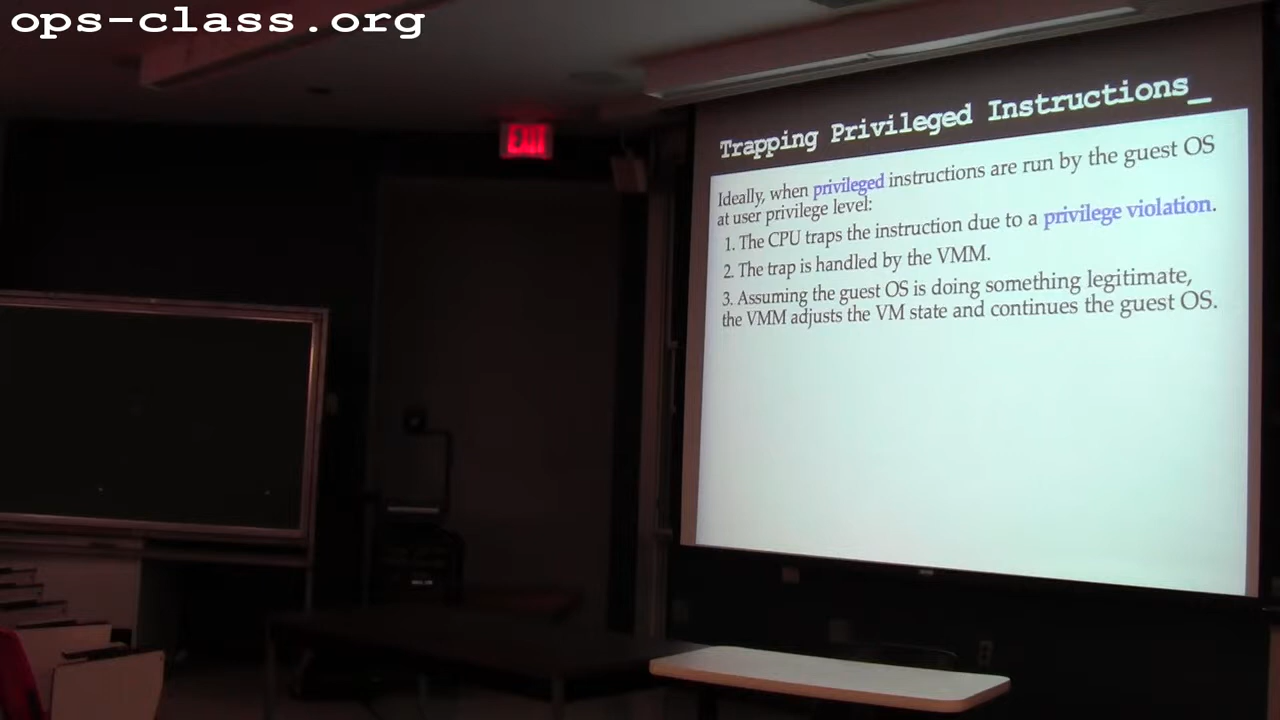 ops-class.org
EXIT
Trapping Privileged Instructions_
Ideally, when privileged instructions are run by the guest OS
at user privilege level:
1. The CPU traps the instruction due to a privilege violation.
2. The trap is handled by the VMM.
3. Assuming the guest OS is doing something legitimate,
the VMM adjusts the VM state and continues the guest OS.